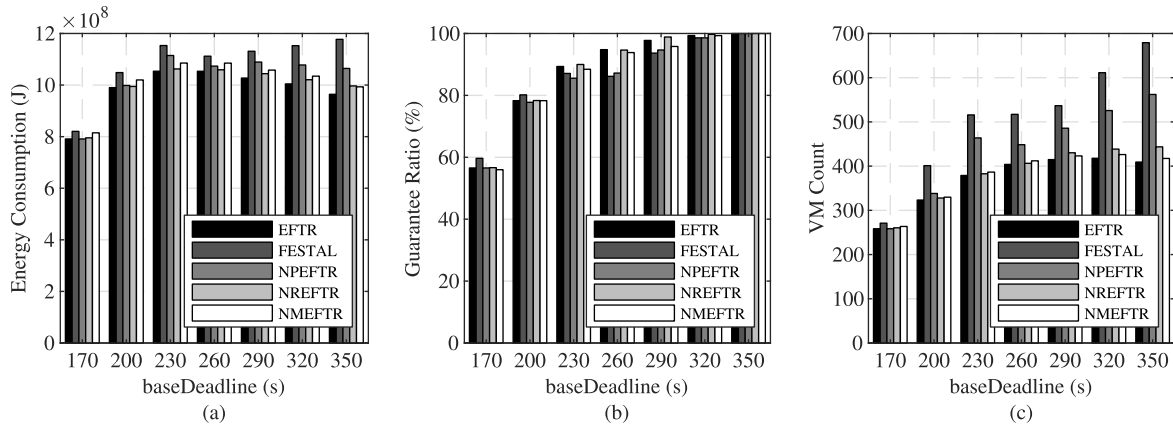 ×10⁸
12
10
8
6
4
2
0
Energy Consumption (J)
EFTR
FESTAL
NPEFTR
NREFTR
NMEFTR
170 200 230 260 290 320 350
baseDeadline (s)
(a)
100
80
60
40
20
0
Guarantee Ratio (%)
EFTR
FESTAL
NPEFTR
NREFTR
NMEFTR
170 200 230 260 290 320 350
baseDeadline (s)
(b)
700
600
500
400
300
200
100
0
VM Count
EFTR
FESTAL
NPEFTR
NREFTR
NMEFTR
170 200 230 260 290 320 350
baseDeadline (s)
(c)